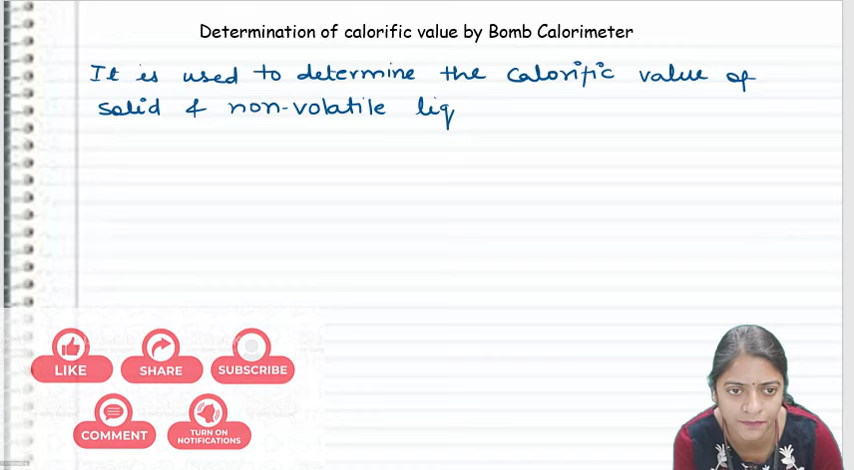 Determination of calorific value by Bomb Calorimeter
It is used to determine the calorific value of
solid & non-volatile liq
LIKE
SHARE
SUBSCRIBE
COMMENT
TURN ON
NOTIFICATIONS